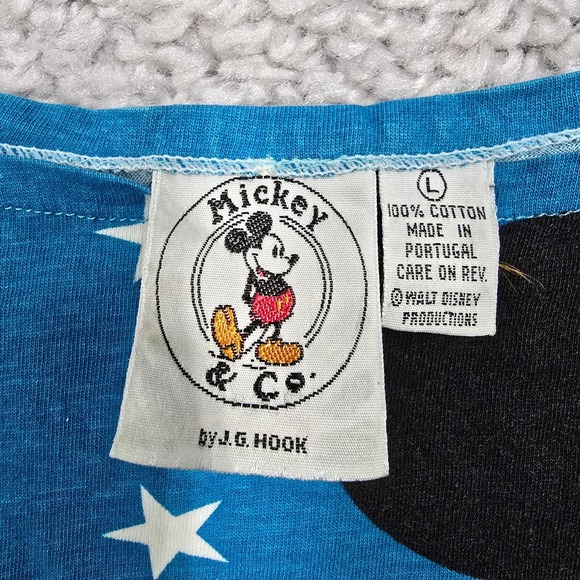 Mickey
& Co.
by J.G. HOOK
L
100% COTTON
MADE IN
PORTUGAL
CARE ON REV.
© WALT DISNEY
PRODUCTIONS